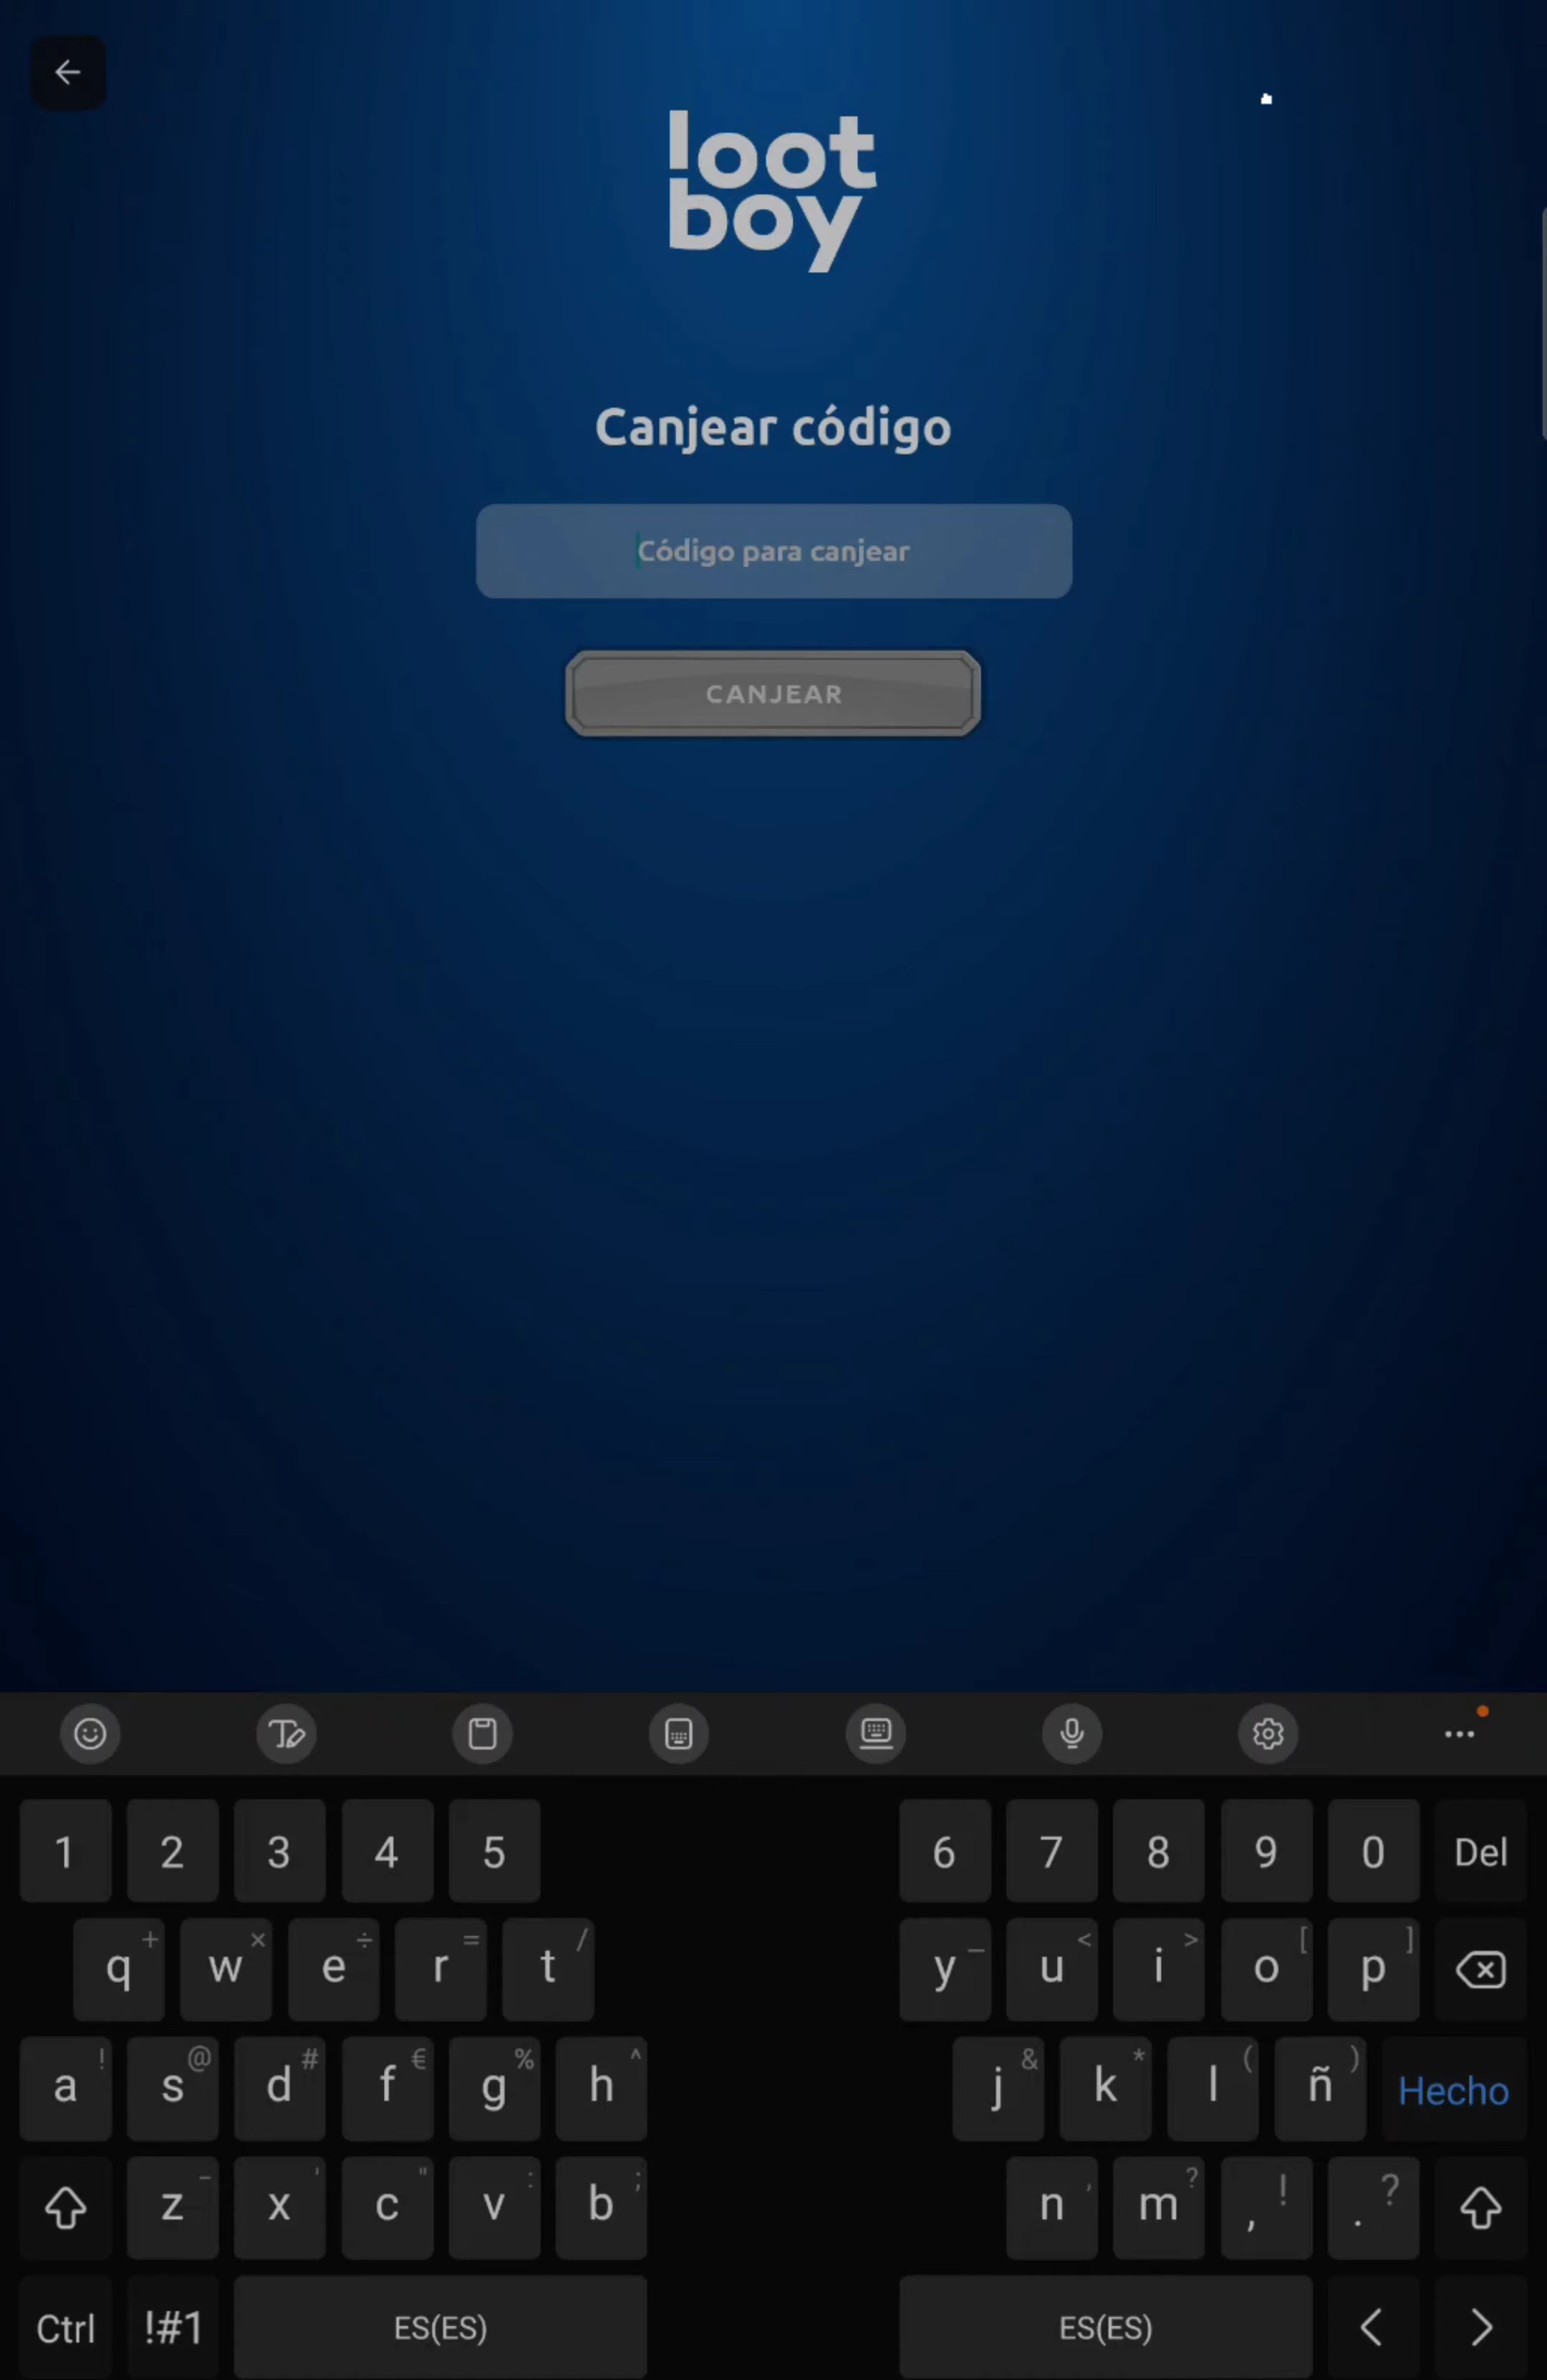 loot
boy
Canjear código
Código para canjear
CANJEAR
1 2 3 4 5 6 7 8 9 0 Del
q + w × e ÷ r = t / y _ u < i > o [ p ]
a ! s @ d # f € g % h ^ j & k * l ( ñ ) Hecho
z - x ' c " v : b ; n , m ? , ! . ?
Ctrl !#1 ES(ES) ES(ES) < >